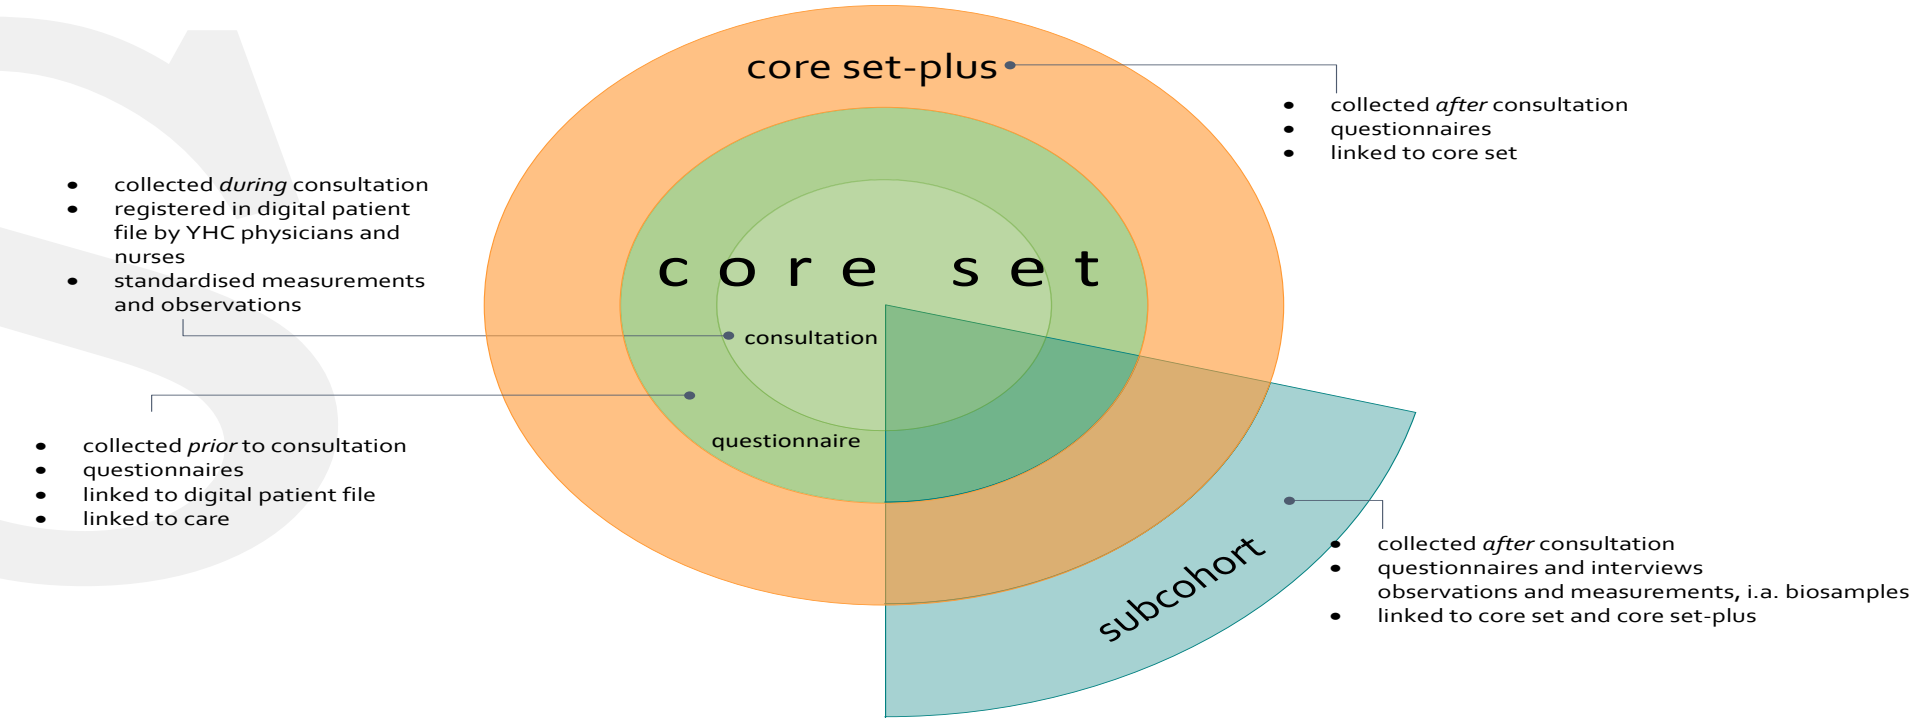 core set-plus
• collected after consultation
• questionnaires
• linked to core set
• collected during consultation
• registered in digital patient
file by YHC physicians and
nurses
• standardised measurements
and observations
core set
consultation
questionnaire
• collected prior to consultation
• questionnaires
• linked to digital patient file
• linked to care
subcohort
• collected after consultation
• questionnaires and interviews
observations and measurements, i.a. biosamples
• linked to core set and core set-plus